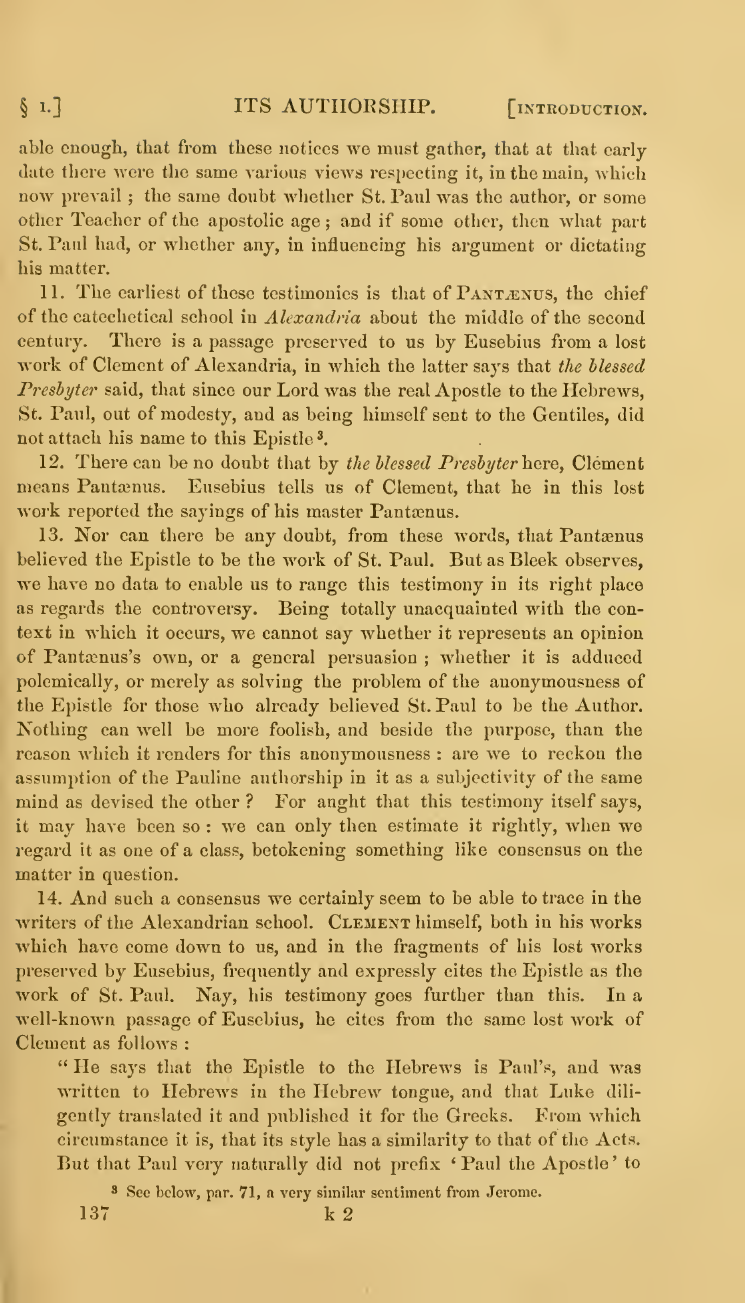 § 1.] ITS AUTHORSHIP. [INTRODUCTION.
able enough, that from these notices we must gather, that at that early
date there were the same various views respecting it, in the main, which
now prevail ; the same doubt whether St. Paul was the author, or some
other Teacher of the apostolic age ; and if some other, then what part
St. Paul had, or whether any, in influencing his argument or dictating
his matter.
11. The earliest of these testimonies is that of PANTÆNUS, the chief
of the catechetical school in Alexandria about the middle of the second
century. There is a passage preserved to us by Eusebius from a lost
work of Clement of Alexandria, in which the latter says that the blessed
Presbyter said, that since our Lord was the real Apostle to the Hebrews,
St. Paul, out of modesty, and as being himself sent to the Gentiles, did
not attach his name to this Epistle ³.
12. There can be no doubt that by the blessed Presbyter here, Clement
means Pantænus. Eusebius tells us of Clement, that he in this lost
work reported the sayings of his master Pantænus.
13. Nor can there be any doubt, from these words, that Pantænus
believed the Epistle to be the work of St. Paul. But as Bleek observes,
we have no data to enable us to range this testimony in its right place
as regards the controversy. Being totally unacquainted with the con-
text in which it occurs, we cannot say whether it represents an opinion
of Pantænus's own, or a general persuasion ; whether it is adduced
polemically, or merely as solving the problem of the anonymousness of
the Epistle for those who already believed St. Paul to be the Author.
Nothing can well be more foolish, and beside the purpose, than the
reason which it renders for this anonymousness : are we to reckon the
assumption of the Pauline authorship in it as a subjectivity of the same
mind as devised the other ? For aught that this testimony itself says,
it may have been so : we can only then estimate it rightly, when we
regard it as one of a class, betokening something like consensus on the
matter in question.
14. And such a consensus we certainly seem to be able to trace in the
writers of the Alexandrian school. CLEMENT himself, both in his works
which have come down to us, and in the fragments of his lost works
preserved by Eusebius, frequently and expressly cites the Epistle as the
work of St. Paul. Nay, his testimony goes further than this. In a
well-known passage of Eusebius, he cites from the same lost work of
Clement as follows :
“ He says that the Epistle to the Hebrews is Paul's, and was
written to Hebrews in the Hebrew tongue, and that Luke dili-
gently translated it and published it for the Greeks. From which
circumstance it is, that its style has a similarity to that of the Acts.
But that Paul very naturally did not prefix ‘ Paul the Apostle ’ to
³ See below, par. 71, a very similar sentiment from Jerome.
137 k 2